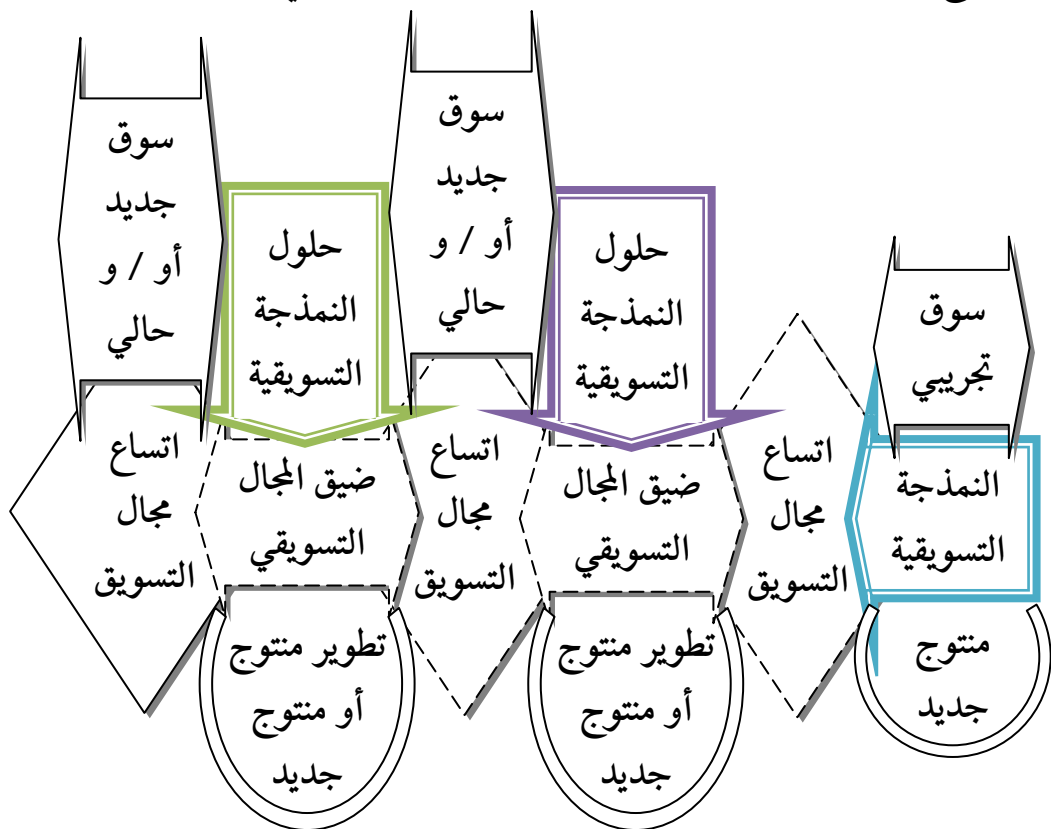 سوق
تجريبي
النمذجة
التسويقية
منتوج
جديد
اتساع
مجال
التسويق
حلول
النمذجة
التسويقية
ضيق المجال
التسويقي
تطوير منتوج
أو منتوج
جديد
سوق
جديد
أو / و
حالي
اتساع
مجال
التسويق
حلول
النمذجة
التسويقية
ضيق المجال
التسويقي
تطوير منتوج
أو منتوج
جديد
سوق
جديد
أو / و
حالي
اتساع
مجال
التسويق